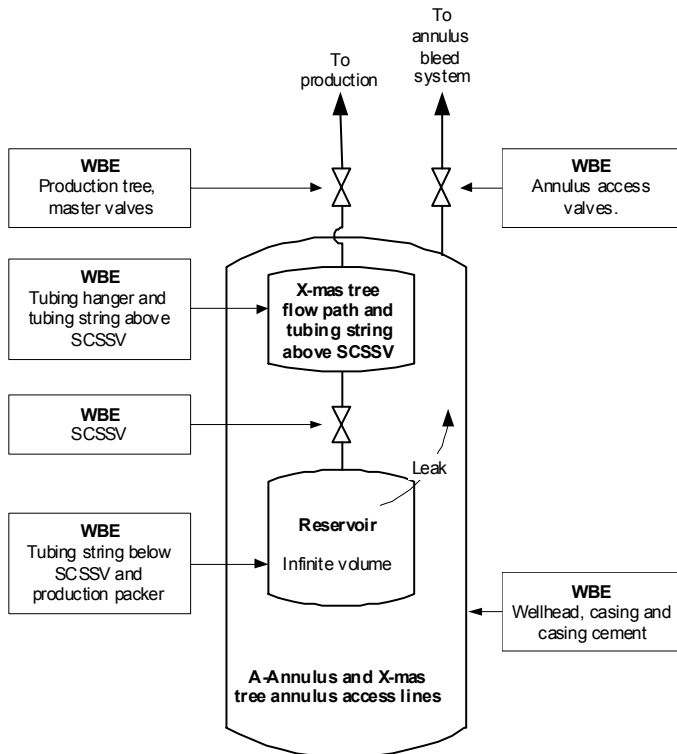 To
annulus
bleed
system
To
production
WBE
Production tree,
master valves
WBE
Annulus access
valves.
WBE
Tubing hanger and
tubing string above
SCSSV
X-mas tree
flow path and
tubing string
above SCSSV
WBE
SCSSV
Leak
Reservoir
Infinite volume
WBE
Tubing string below
SCSSV and
production packer
WBE
Wellhead, casing and
casing cement
A-Annulus and X-mas
tree annulus access lines